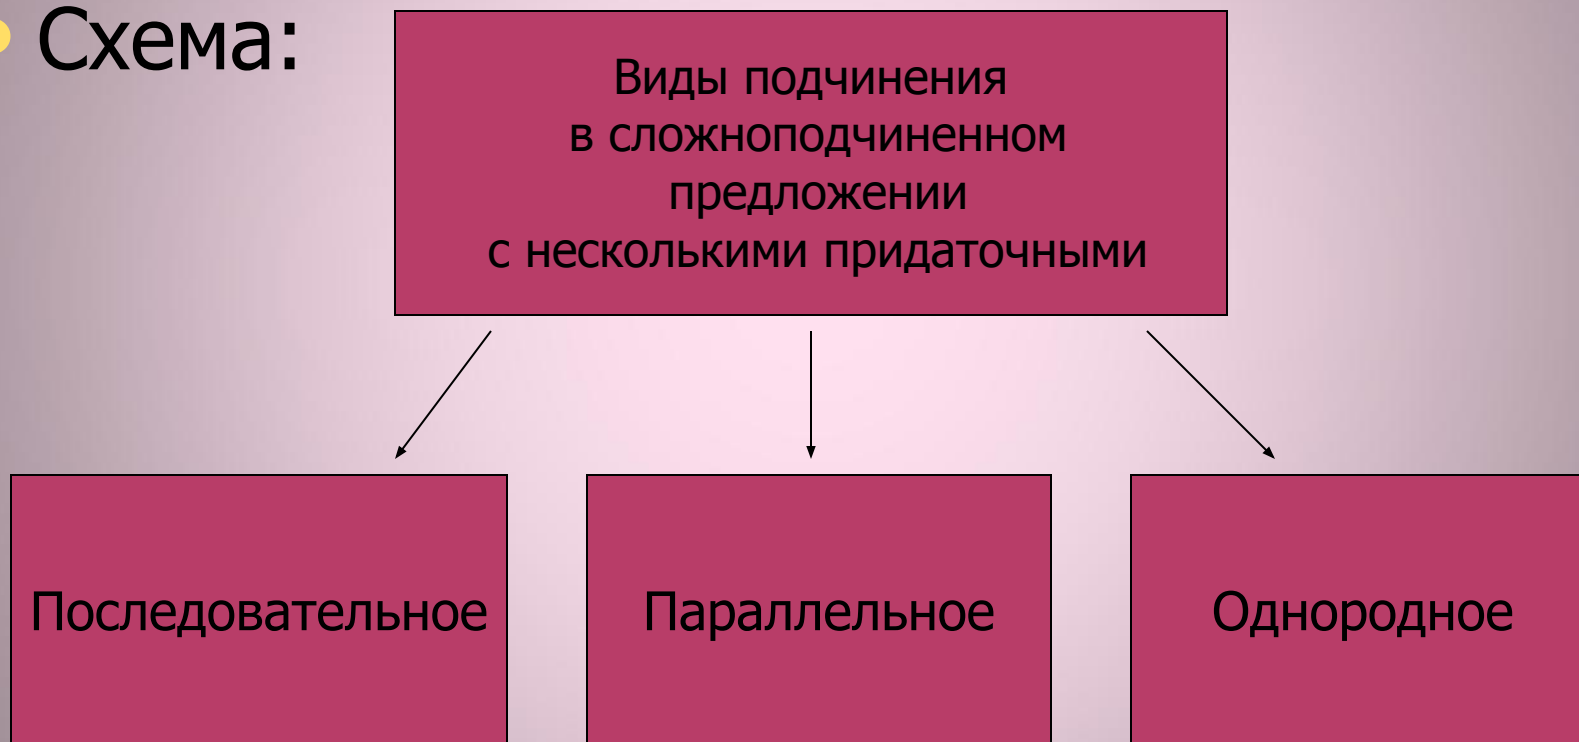 Схема:
Виды подчинения
в сложноподчиненном
предложении
с несколькими придаточными
Последовательное
Параллельное
Однородное